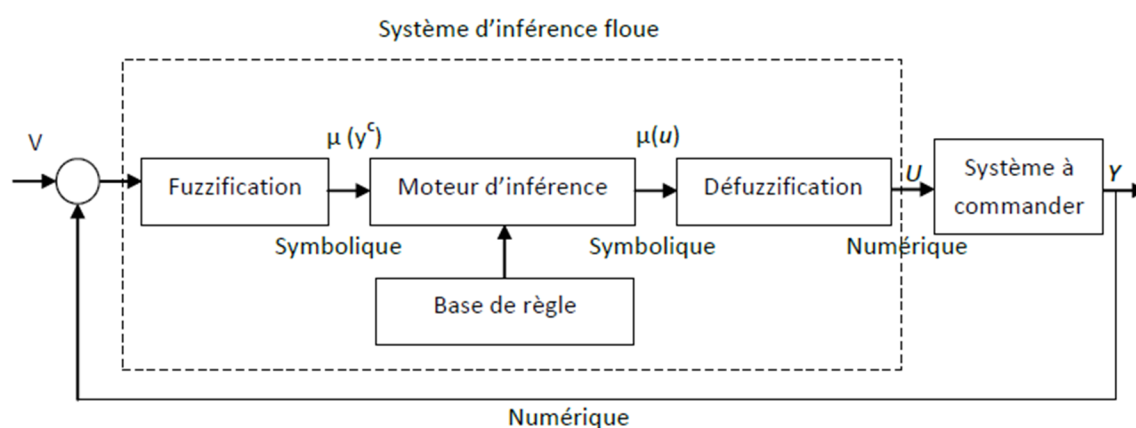 Système d'inférence floue
V
μ (y^c)
μ(u)
Fuzzification
Moteur d'inférence
Défuzzification
U
Système à
commander
Y
Symbolique
Symbolique
Numérique
Base de règle
Numérique